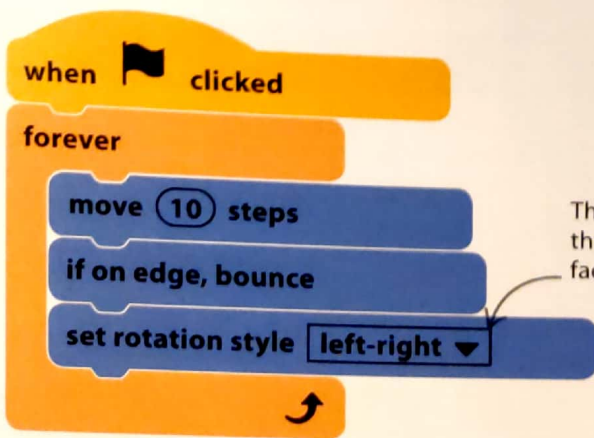 when clicked
forever
move 10 steps
if on edge, bounce
set rotation style left-right